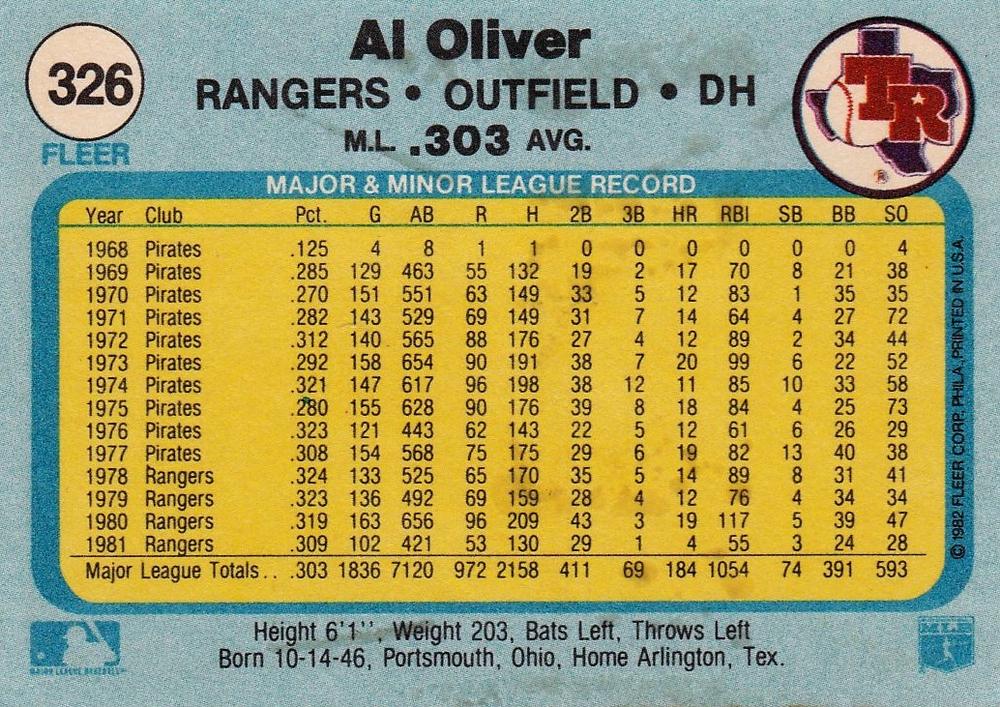 Al Oliver
326
RANGERS • OUTFIELD • DH
FLEER
M.L. .303 AVG.
TR
®
MAJOR & MINOR LEAGUE RECORD
Year Club Pct. G AB R H 2B 3B HR RBI SB BB SO
1968 Pirates .125 4 8 1 1 0 0 0 0 0 0 4
1969 Pirates .285 129 463 55 132 19 2 17 70 8 21 38
1970 Pirates .270 151 551 63 149 33 5 12 83 1 35 35
1971 Pirates .282 143 529 69 149 31 7 14 64 4 27 72
1972 Pirates .312 140 565 88 176 27 4 12 89 2 34 44
1973 Pirates .292 158 654 90 191 38 7 20 99 6 22 52
1974 Pirates .321 147 617 96 198 38 12 11 85 10 33 58
1975 Pirates .280 155 628 90 176 39 8 18 84 4 25 73
1976 Pirates .323 121 443 62 143 22 5 12 61 6 26 29
1977 Pirates .308 154 568 75 175 29 6 19 82 13 40 38
1978 Rangers .324 133 525 65 170 35 5 14 89 8 31 41
1979 Rangers .323 136 492 69 159 28 4 12 76 4 34 34
1980 Rangers .319 163 656 96 209 43 3 19 117 5 39 47
1981 Rangers .309 102 421 53 130 29 1 4 55 3 24 28
Major League Totals . . .303 1836 7120 972 2158 411 69 184 1054 74 391 593
© 1982 FLEER CORP. PHILA. PRINTED IN U.S.A.
Height 6'1'', Weight 203, Bats Left, Throws Left
Born 10-14-46, Portsmouth, Ohio, Home Arlington, Tex.
MAJOR LEAGUE BASEBALL